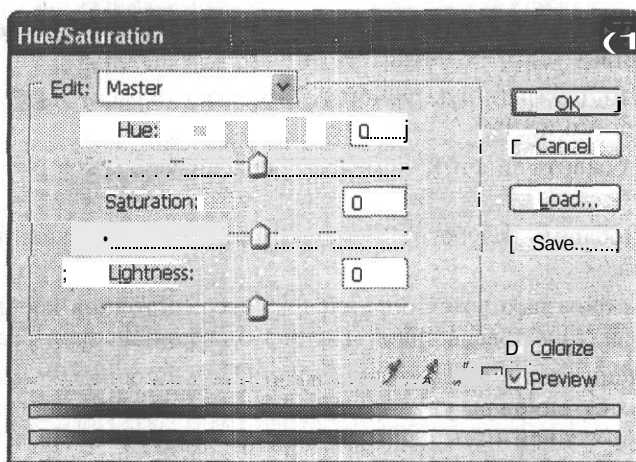 Hue/Saturation
Edit: Master
Hue: 0
Saturation: 0
Lightness: 0
OK
Cancel
Load...
Save...
Colorize
Preview